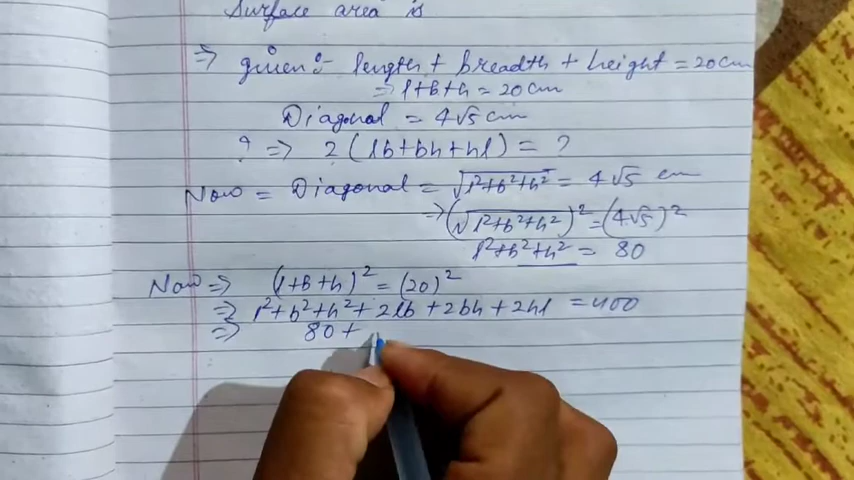 Surface area is
⇒ given:- length + breadth + height = 20cm
⇒ l+b+h = 20cm
Diagonal = 4√5 cm
? ⇒ 2(lb+bh+hl) = ?
Now = Diagonal = √l²+b²+h² = 4√5 cm
⇒ (√l²+b²+h²)² = (4√5)²
l²+b²+h² = 80
Now ⇒ (l+b+h)² = (20)²
⇒ l²+b²+h²+2lb+2bh+2hl = 400
⇒ 80+